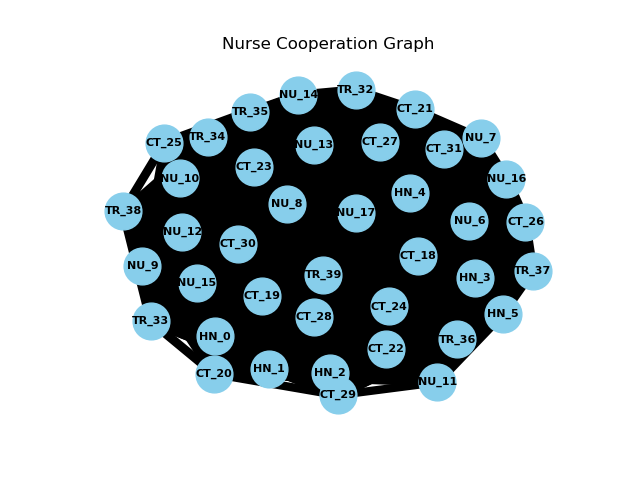 Nurse Cooperation Graph
TR_32
NU_14
CT_21
TR_35
TR_34
NU_7
CT_25
NU_13
CT_27
CT_31
CT_23
NU_10
NU_16
HN_4
NU_8
TR_38
NU_17
NU_6
CT_26
NU_12
CT_30
CT_18
NU_9
TR_37
TR_39
HN_3
NU_15
CT_19
CT_24
HN_5
CT_28
TR_33
HN_0
TR_36
CT_22
HN_1
HN_2
CT_20
NU_11
CT_29